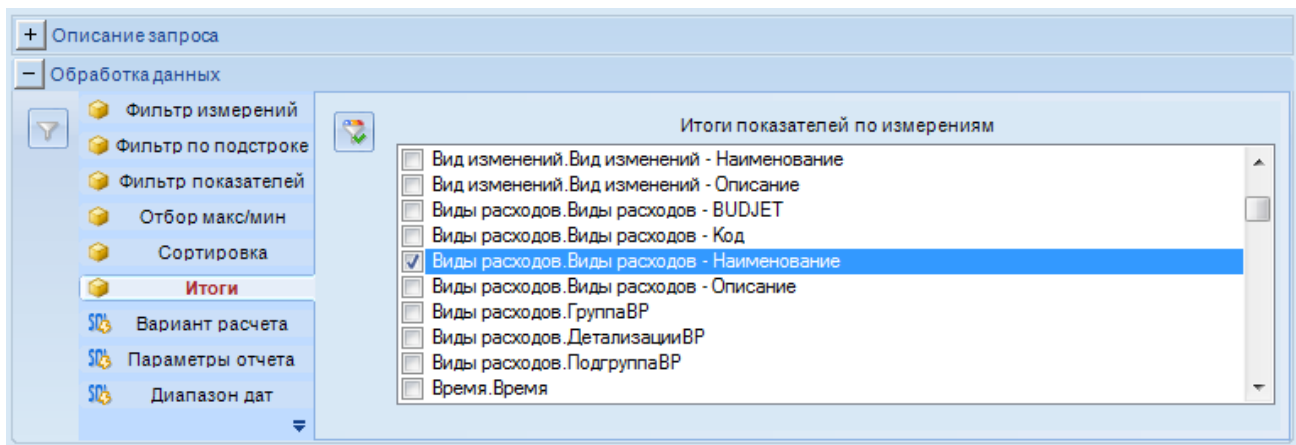 Описание запроса
Обработка данных
Фильтр измерений
Фильтр по подстроке
Фильтр показателей
Отбор макс/мин
Сортировка
Итоги
Вариант расчета
Параметры отчета
Диапазон дат
Итоги показателей по измерениям
Вид изменений.Вид изменений - Наименование
Вид изменений.Вид изменений - Описание
Виды расходов.Виды расходов - BUDJET
Виды расходов.Виды расходов - Код
Виды расходов.Виды расходов - Наименование
Виды расходов.Виды расходов - Описание
Виды расходов.ГруппаВР
Виды расходов.ДетализацииВР
Виды расходов.ПодгруппаВР
Время.Время